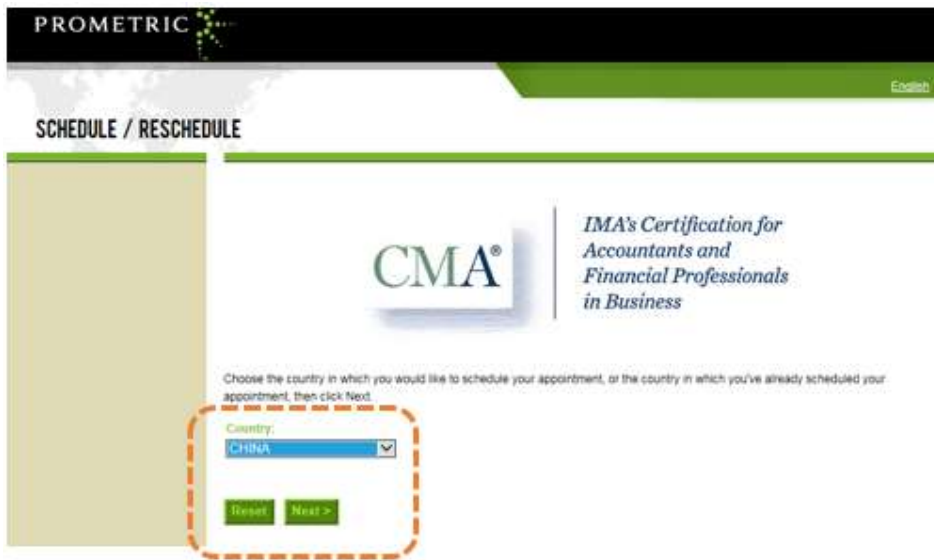 PROMETRIC
English
SCHEDULE / RESCHEDULE
CMA®
IMA's Certification for
Accountants and
Financial Professionals
in Business
Choose the country in which you would like to schedule your appointment, or the country in which you've already scheduled your
appointment, then click Next.
Country:
CHINA
Reset Next >